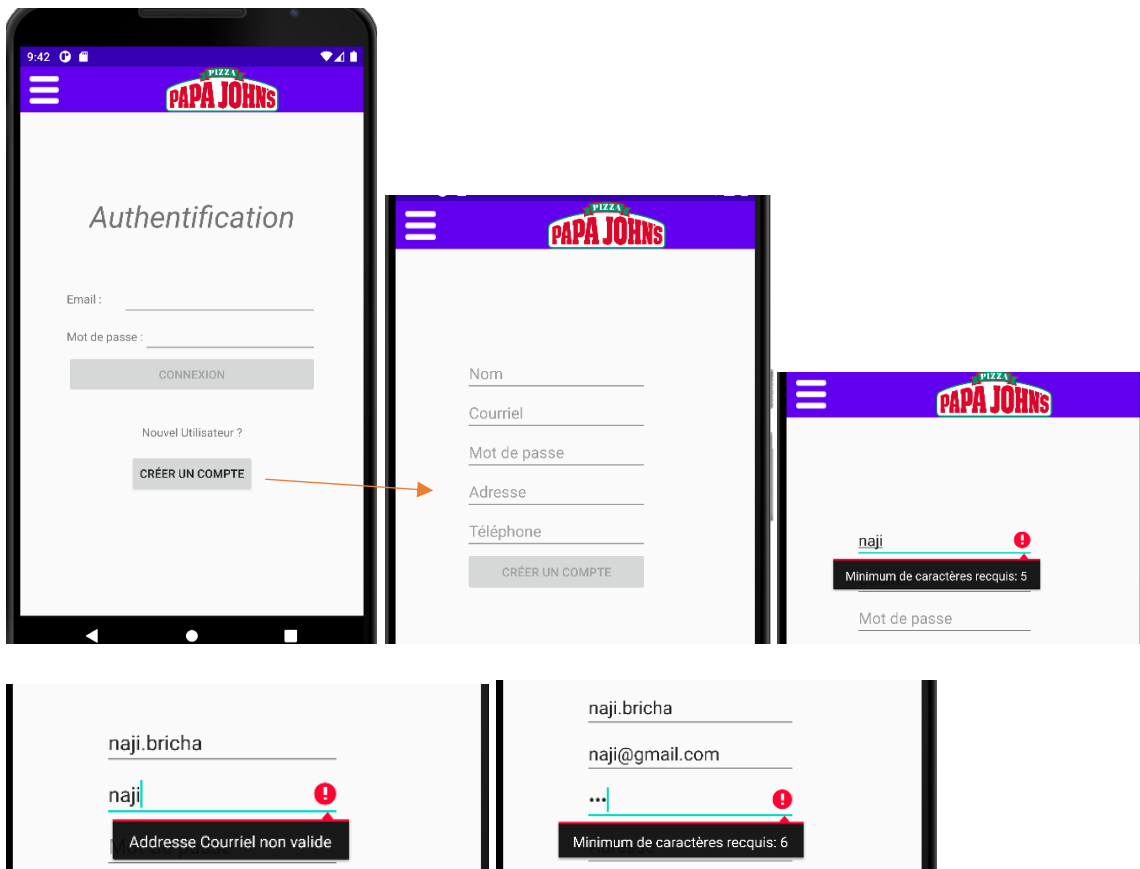 9:42
PIZZA
PAPA JOHNS
Authentification
Email :
Mot de passe :
CONNEXION
Nouvel Utilisateur ?
CRÉER UN COMPTE
PIZZA
PAPA JOHNS
Nom
Courriel
Mot de passe
Adresse
Téléphone
CRÉER UN COMPTE
PIZZA
PAPA JOHNS
naji
Minimum de caractères recquis: 5
Mot de passe
naji.bricha
naji
Addresse Courriel non valide
naji.bricha
naji@gmail.com
•••
Minimum de caractères recquis: 6